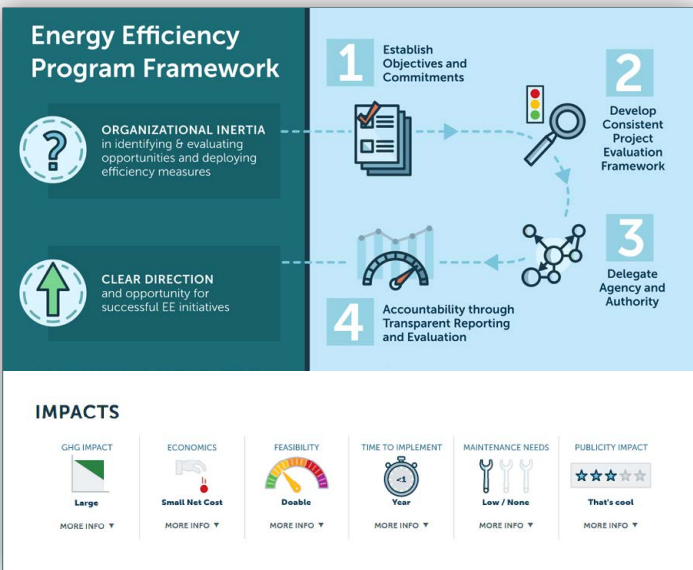 Energy Efficiency
Program Framework
?
ORGANIZATIONAL INERTIA
in identifying & evaluating
opportunities and deploying
efficiency measures
CLEAR DIRECTION
and opportunity for
successful EE initiatives
1
Establish
Objectives and
Commitments
2
Develop
Consistent
Project
Evaluation
Framework
3
Delegate
Agency and
Authority
4
Accountability through
Transparent Reporting
and Evaluation
IMPACTS
GHG IMPACT
Large
MORE INFO ▼
ECONOMICS
Small Net Cost
MORE INFO ▼
FEASIBILITY
Doable
MORE INFO ▼
TIME TO IMPLEMENT
<1
Year
MORE INFO ▼
MAINTENANCE NEEDS
Low / None
MORE INFO ▼
PUBLICITY IMPACT
That's cool
MORE INFO ▼